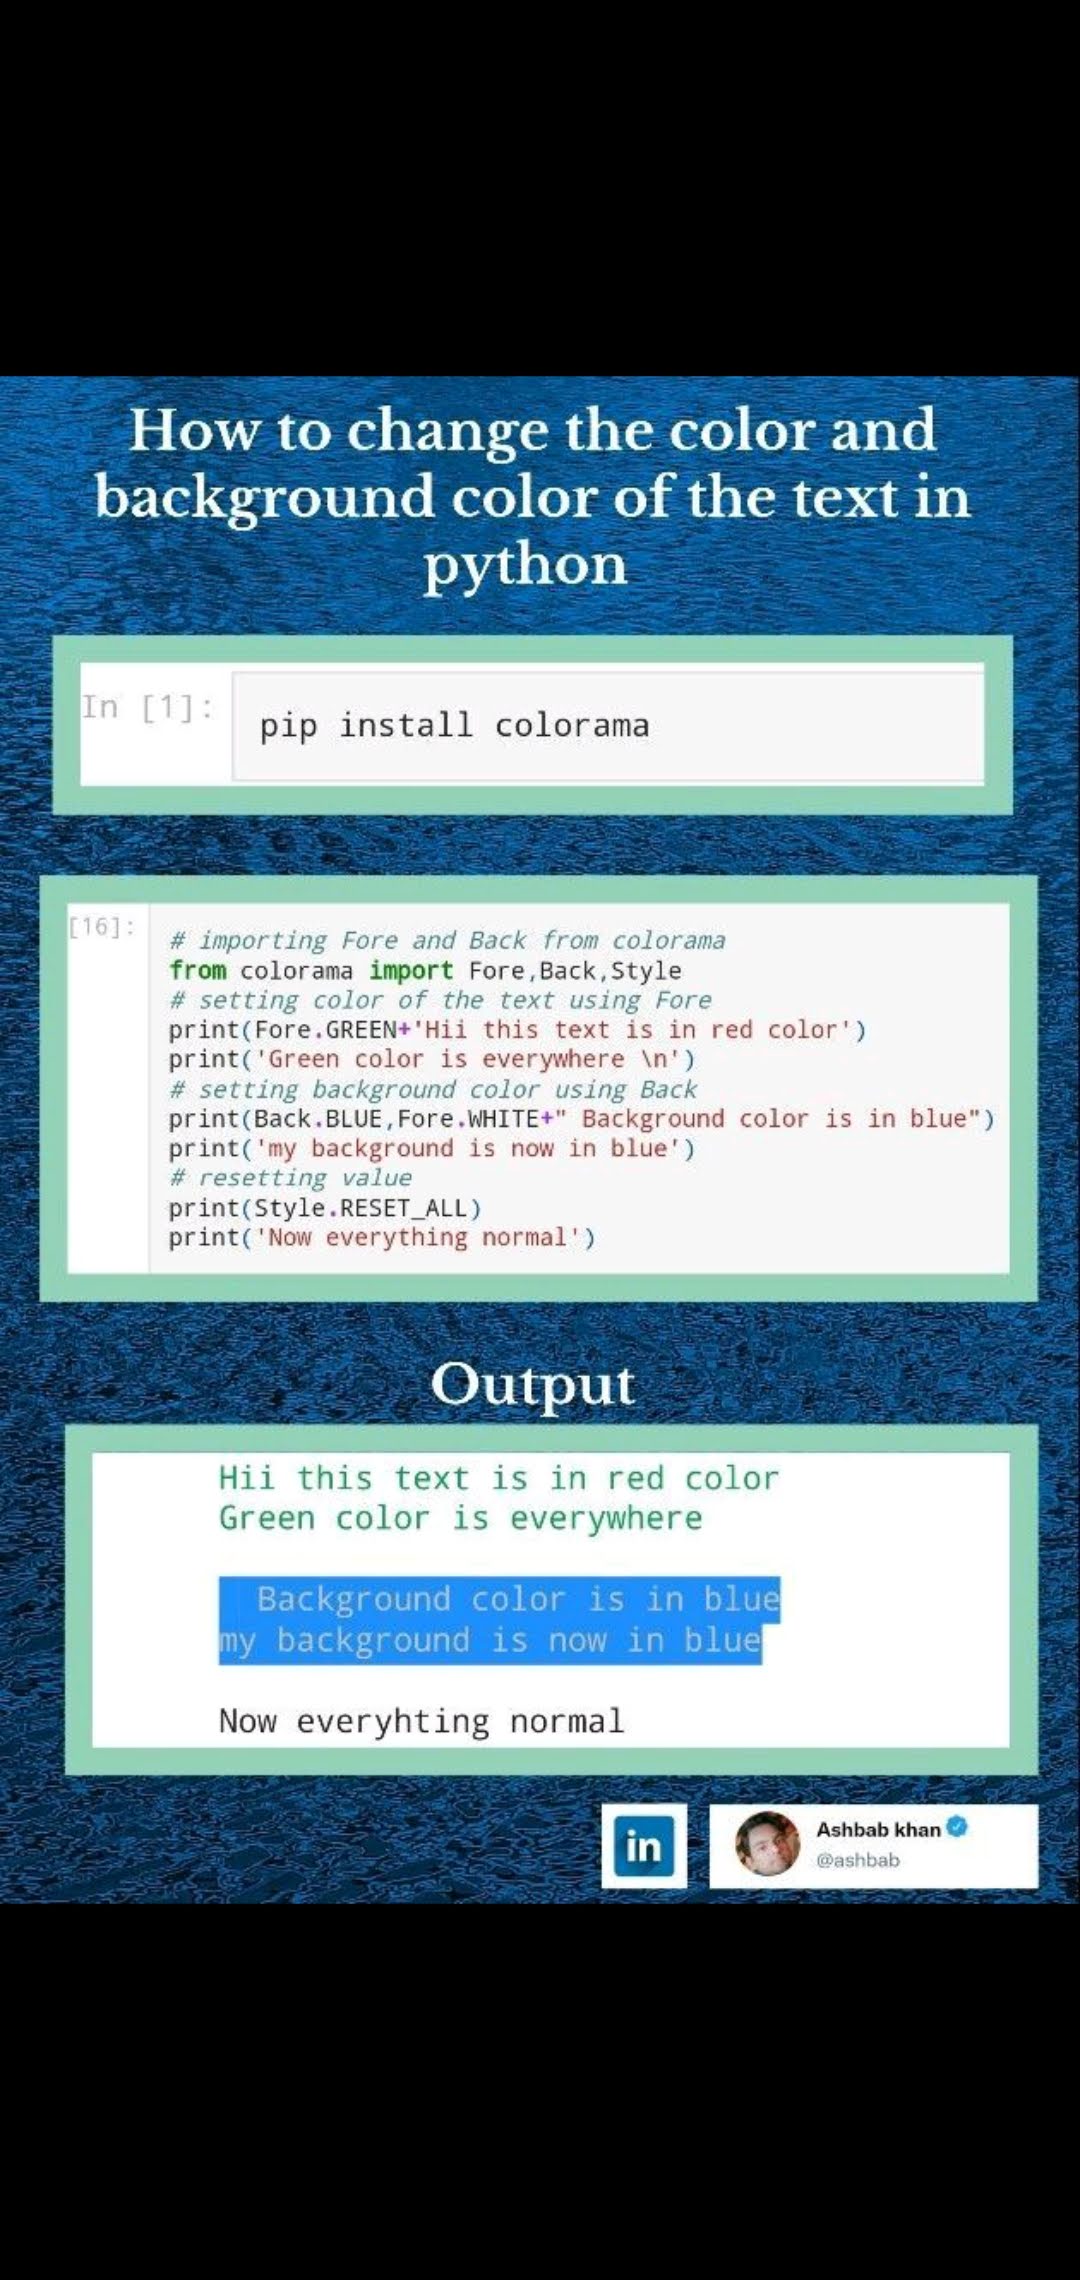 How to change the color and
background color of the text in
python
In [1]:
pip install colorama
[16]:
# importing Fore and Back from colorama
from colorama import Fore,Back,Style
# setting color of the text using Fore
print(Fore.GREEN+'Hii this text is in red color')
print('Green color is everywhere \n')
# setting background color using Back
print(Back.BLUE,Fore.WHITE+" Background color is in blue")
print('my background is now in blue')
# resetting value
print(Style.RESET_ALL)
print('Now everything normal')
Output
Hii this text is in red color
Green color is everywhere
Background color is in blue
my background is now in blue
Now everyhting normal
in
Ashbab khan
@ashbab